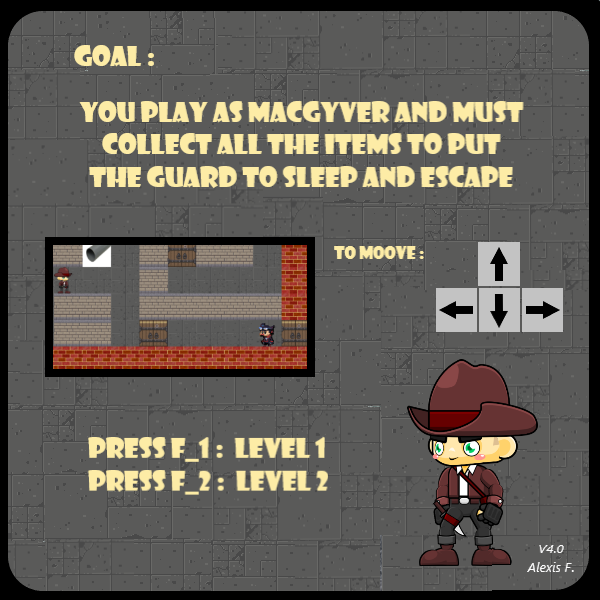 GOAL :
YOU PLAY AS MACGYVER AND MUST
COLLECT ALL THE ITEMS TO PUT
THE GUARD TO SLEEP AND ESCAPE
TO MOOVE :
PRESS F_1 : LEVEL 1
PRESS F_2 : LEVEL 2
V4.0
Alexis F.